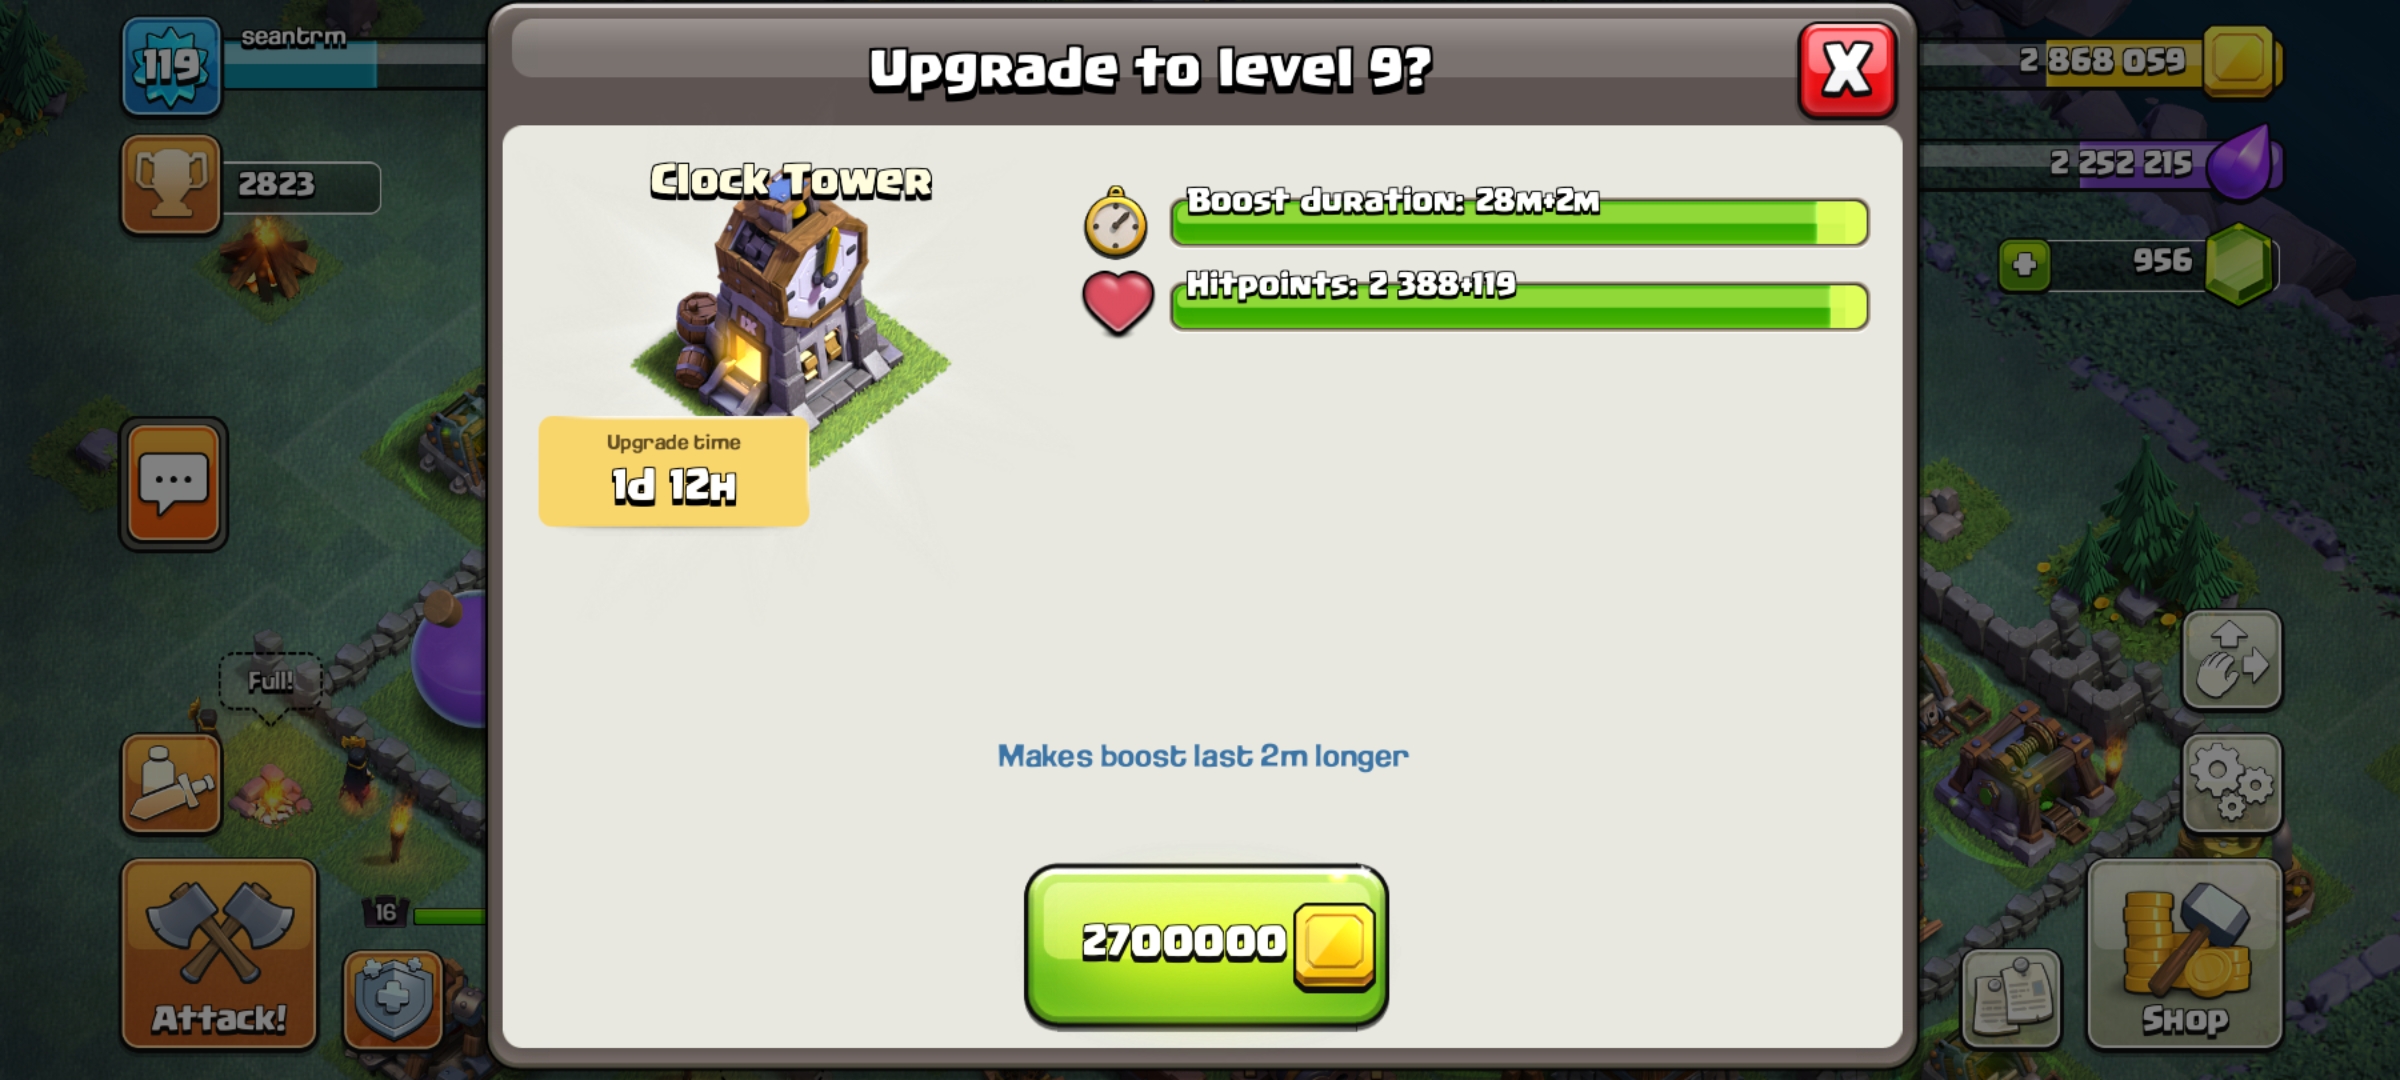 119
seantrm
2823
Full!
16
Attack!
Upgrade to level 9?
X
Clock Tower
IX
Upgrade time
1d 12H
Boost duration: 28M+2M
Hitpoints: 2 388+119
Makes boost last 2m longer
2700000
2 868 059
2 252 215
956
Shop